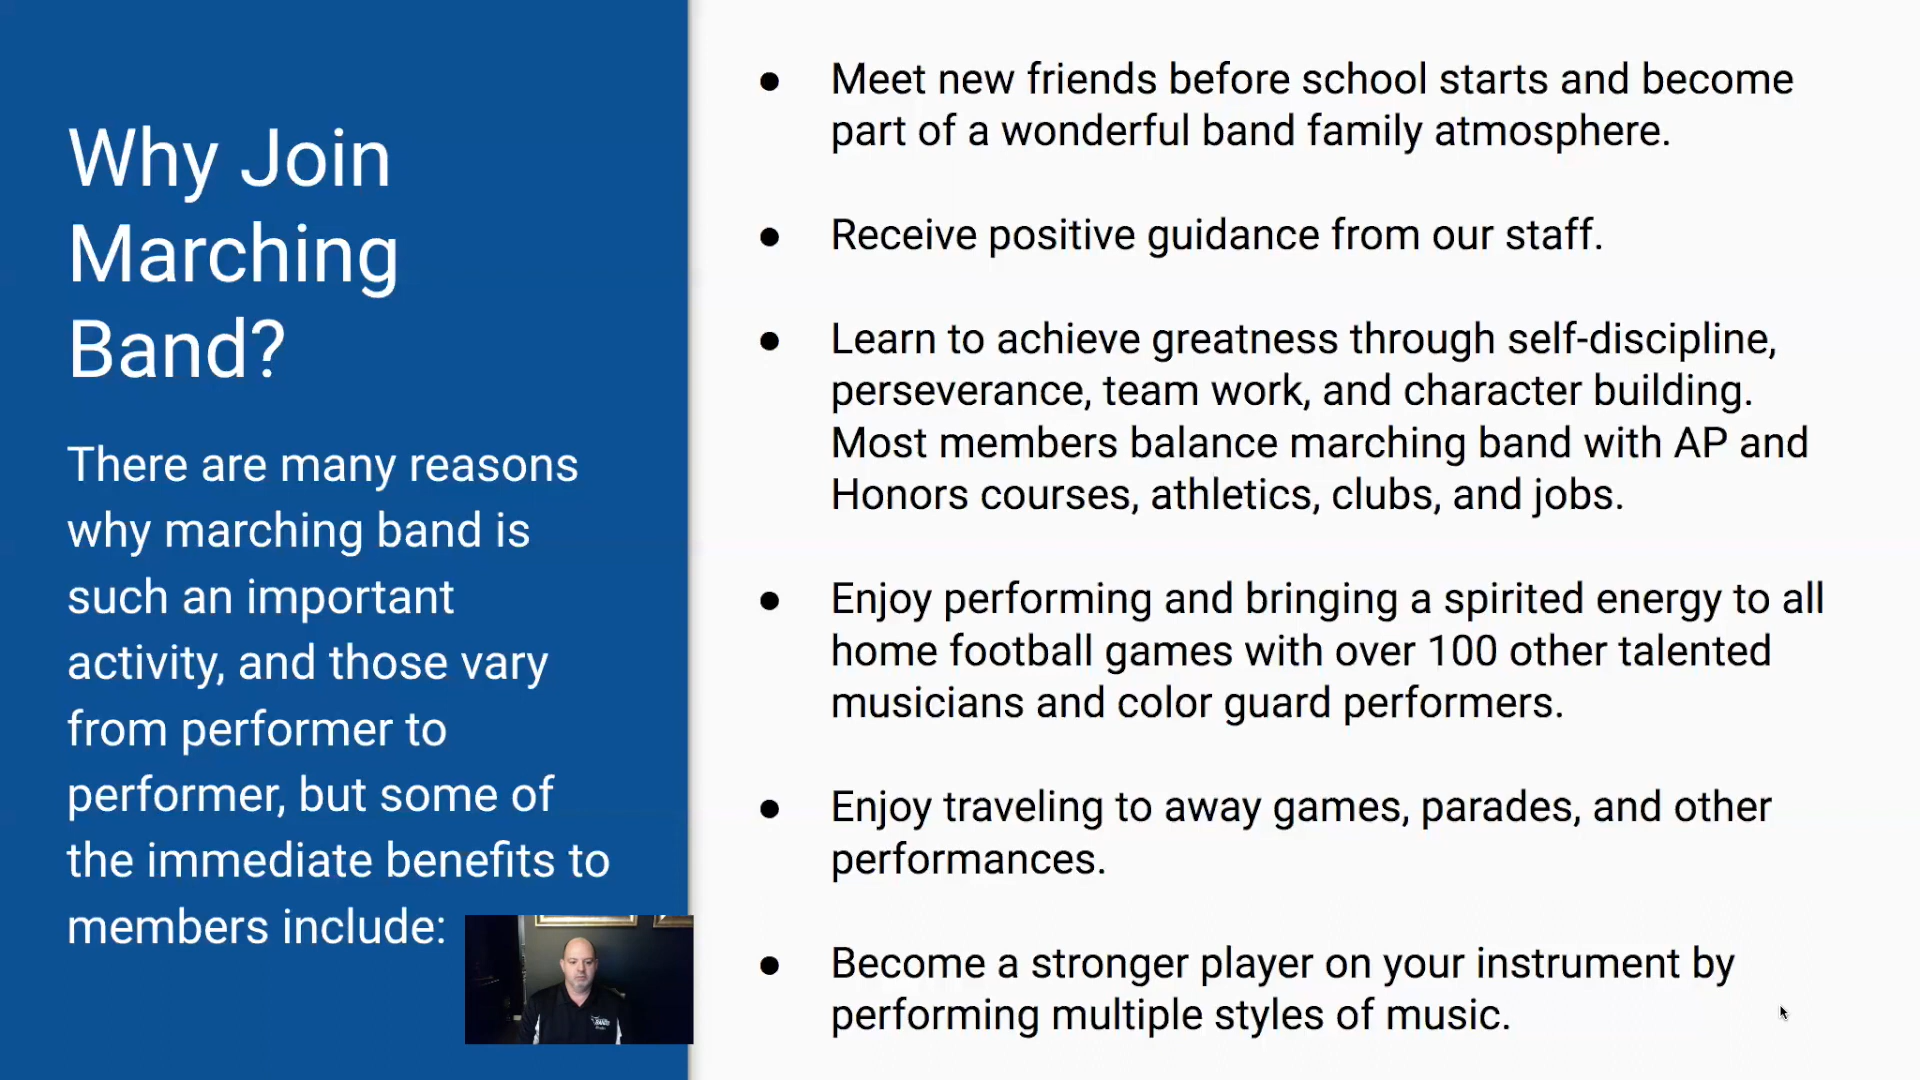 Why Join
Marching
Band?
There are many reasons
why marching band is
such an important
activity, and those vary
from performer to
performer, but some of
the immediate benefits to
members include:
● Meet new friends before school starts and become
part of a wonderful band family atmosphere.
● Receive positive guidance from our staff.
● Learn to achieve greatness through self-discipline,
perseverance, team work, and character building.
Most members balance marching band with AP and
Honors courses, athletics, clubs, and jobs.
● Enjoy performing and bringing a spirited energy to all
home football games with over 100 other talented
musicians and color guard performers.
● Enjoy traveling to away games, parades, and other
performances.
● Become a stronger player on your instrument by
performing multiple styles of music.